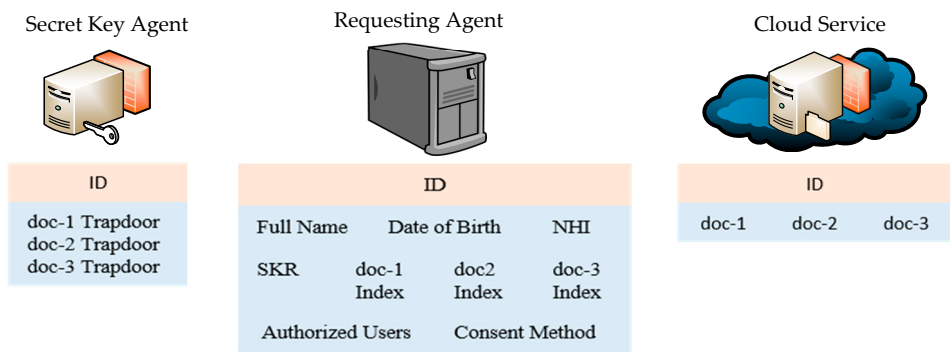 Secret Key Agent
Requesting Agent
Cloud Service
ID
doc-1 Trapdoor
doc-2 Trapdoor
doc-3 Trapdoor
ID
Full Name Date of Birth NHI
SKR doc-1 doc2 doc-3
Index Index Index
Authorized Users Consent Method
ID
doc-1 doc-2 doc-3